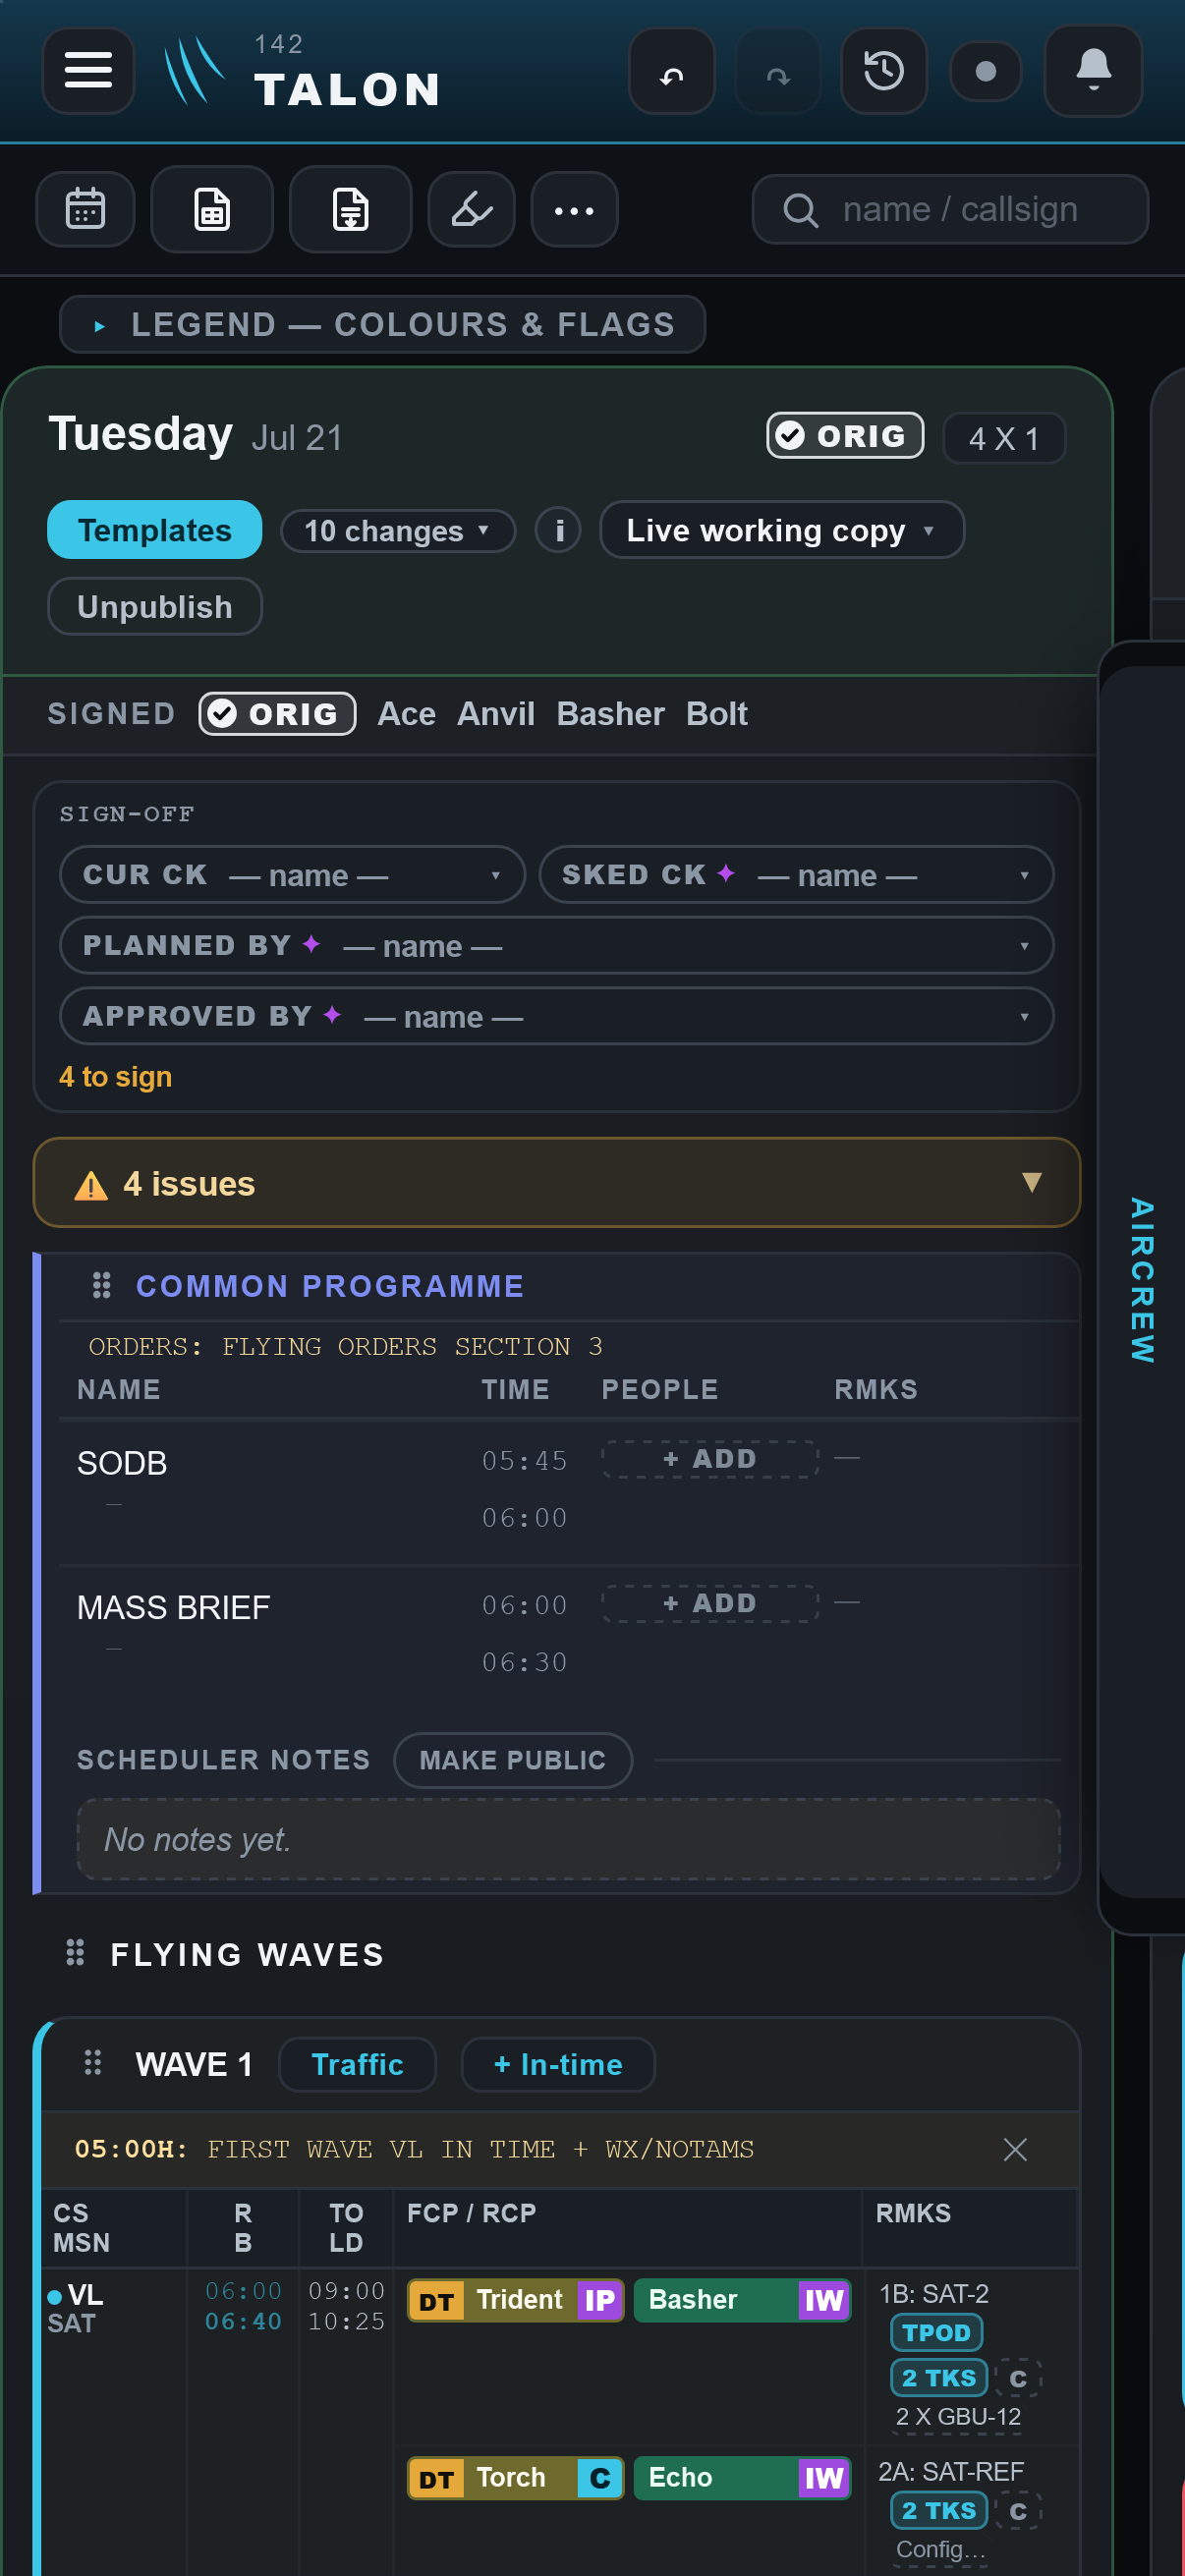 142
TALON
name / callsign
▸ LEGEND — COLOURS & FLAGS
Tuesday Jul 21 ORIG 4 X 1
Templates 10 changes ▾ i Live working copy ▾
Unpublish
SIGNED ORIG Ace Anvil Basher Bolt
SIGN-OFF
CUR CK — name — ▾ SKED CK ✦ — name — ▾
PLANNED BY ✦ — name — ▾
APPROVED BY ✦ — name — ▾
4 to sign
⚠ 4 issues ▼
COMMON PROGRAMME
ORDERS: FLYING ORDERS SECTION 3
NAME TIME PEOPLE RMKS
SODB 05:45 + ADD —
— 06:00
MASS BRIEF 06:00 + ADD —
— 06:30
SCHEDULER NOTES MAKE PUBLIC
No notes yet.
AIRCREW
FLYING WAVES
WAVE 1 Traffic + In-time
05:00H: FIRST WAVE VL IN TIME + WX/NOTAMS
CS R TO FCP / RCP RMKS
MSN B LD
VL 06:00 09:00 DT Trident IP Basher IW 1B: SAT-2
SAT 06:40 10:25
TPOD
2 TKS C
2 X GBU-12
DT Torch C Echo IW 2A: SAT-REF
2 TKS C
Config…